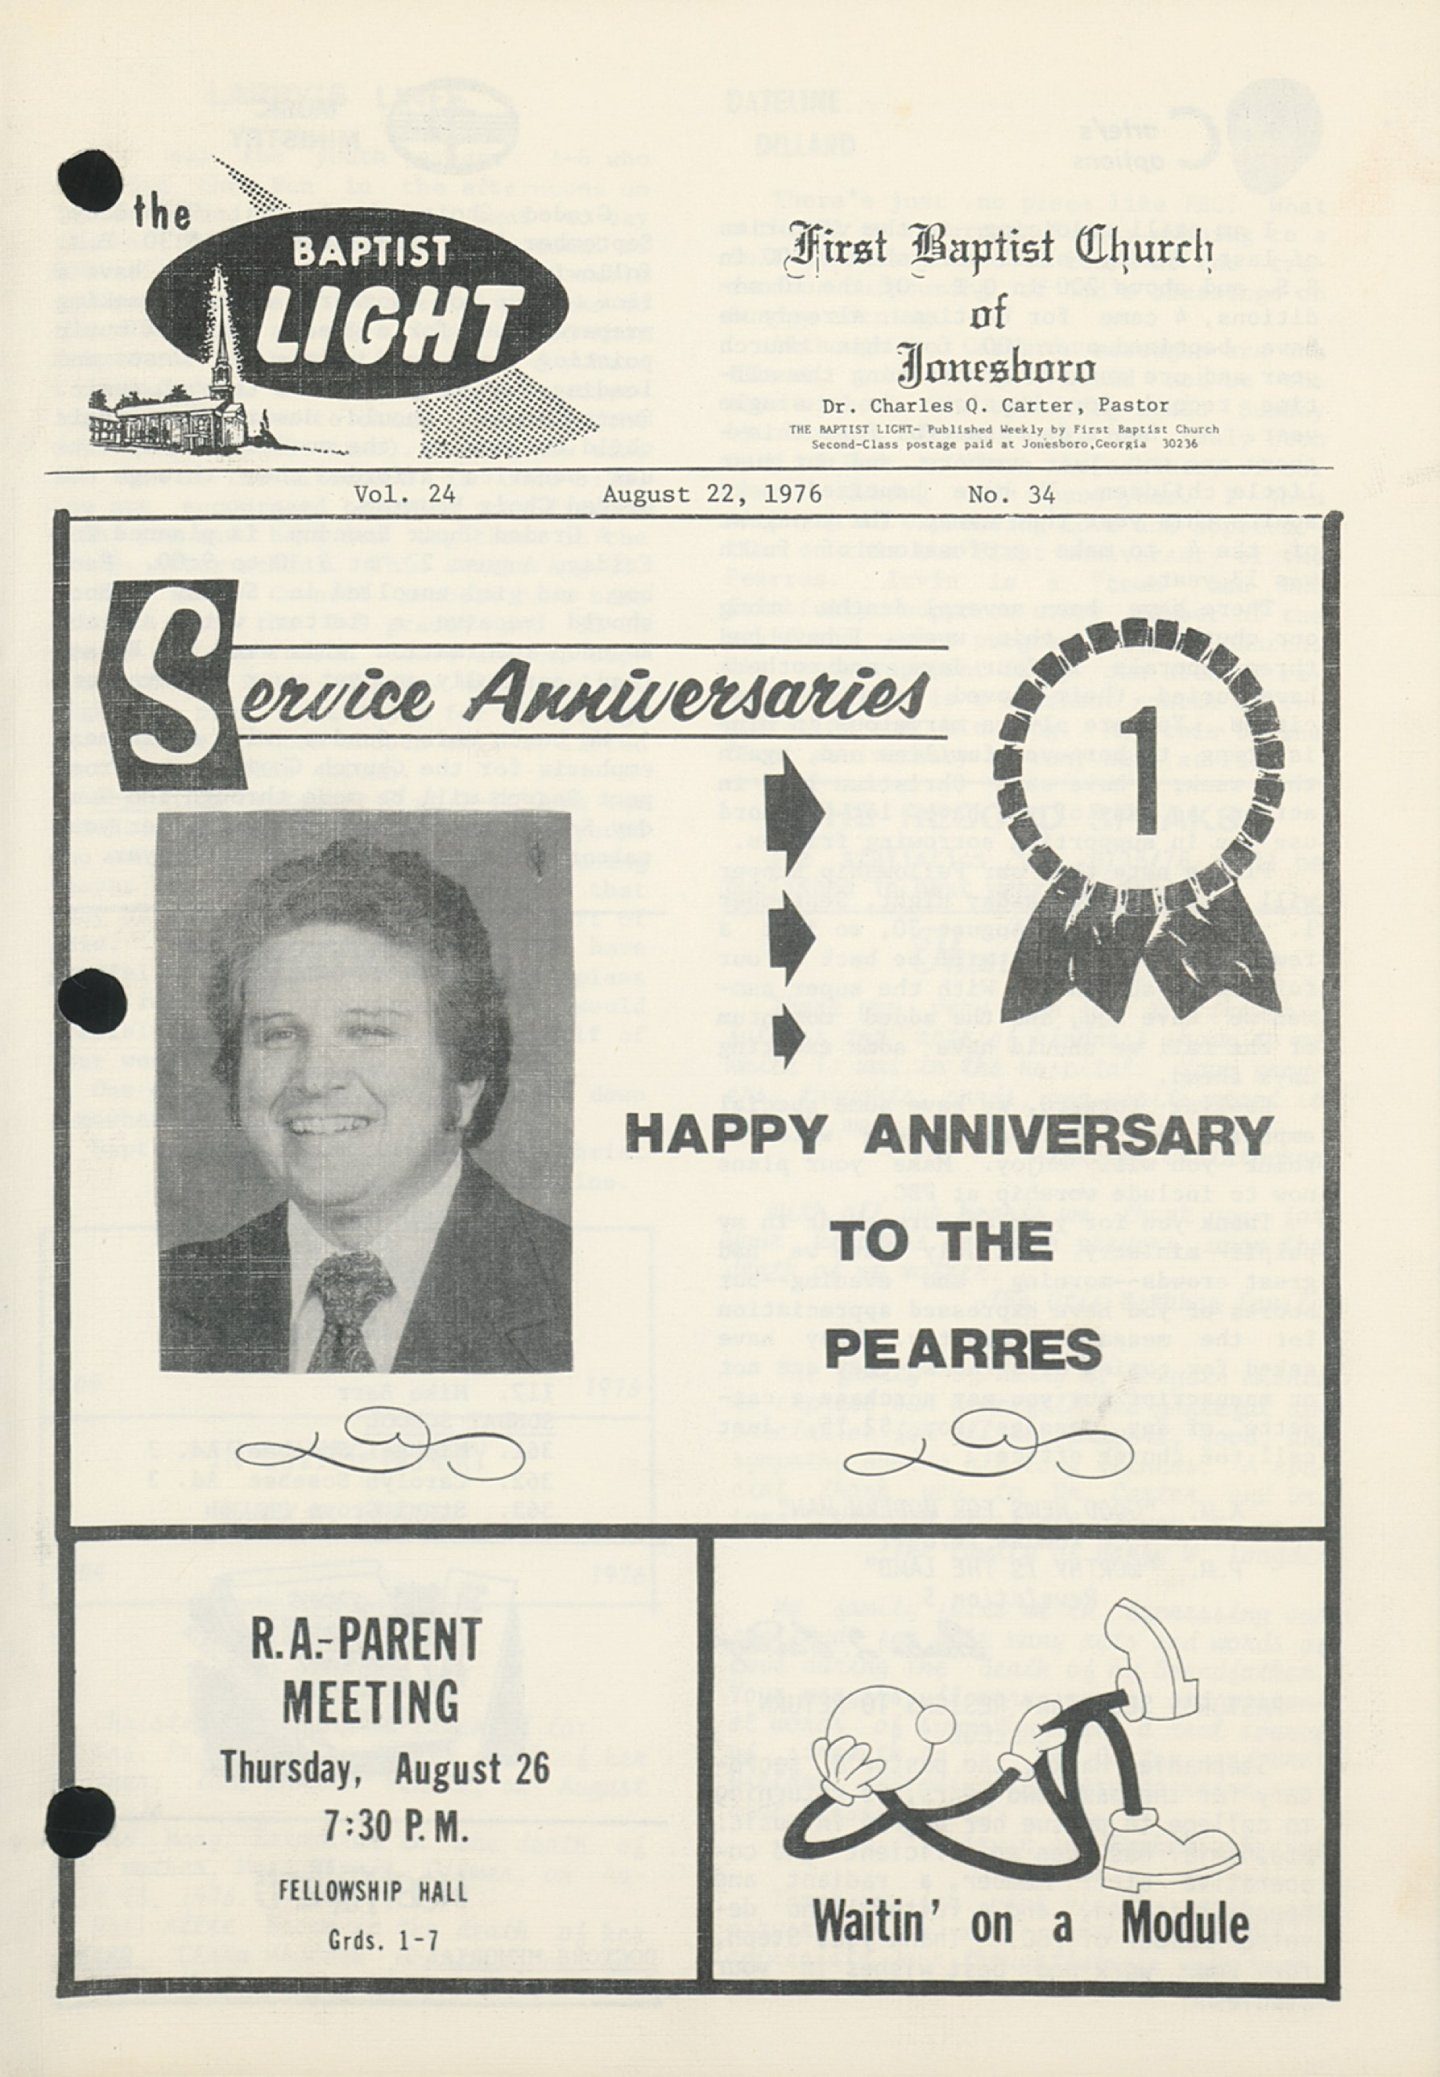 the
BAPTIST
LIGHT
First Baptist Church
of
Jonesboro
Dr. Charles Q. Carter, Pastor
THE BAPTIST LIGHT- Published Weekly by First Baptist Church
Second-Class postage paid at Jonesboro,Georgia 30236
Vol. 24 August 22, 1976 No. 34
Service Anniversaries
1
HAPPY ANNIVERSARY
TO THE
PEARRES
R.A.-PARENT
MEETING
Thursday, August 26
7:30 P.M.
FELLOWSHIP HALL
Grds. 1-7
Waitin' on a Module